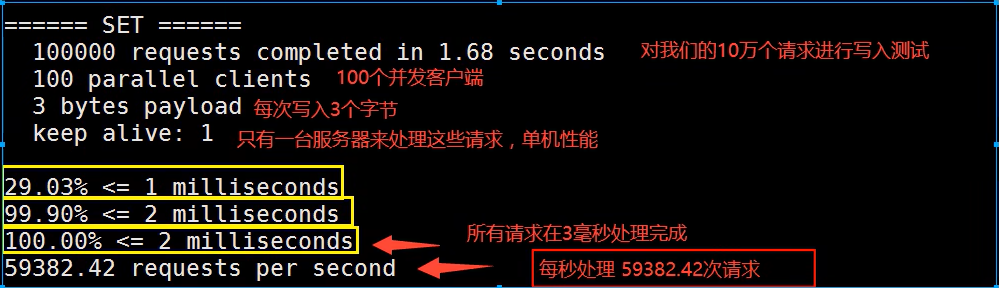 ====== SET ======
100000 requests completed in 1.68 seconds 对我们的10万个请求进行写入测试
100 parallel clients 100个并发客户端
3 bytes payload 每次写入3个字节
keep alive: 1 只有一台服务器来处理这些请求，单机性能
29.03% <= 1 milliseconds
99.90% <= 2 milliseconds
100.00% <= 2 milliseconds 所有请求在3毫秒处理完成
59382.42 requests per second 每秒处理 59382.42次请求